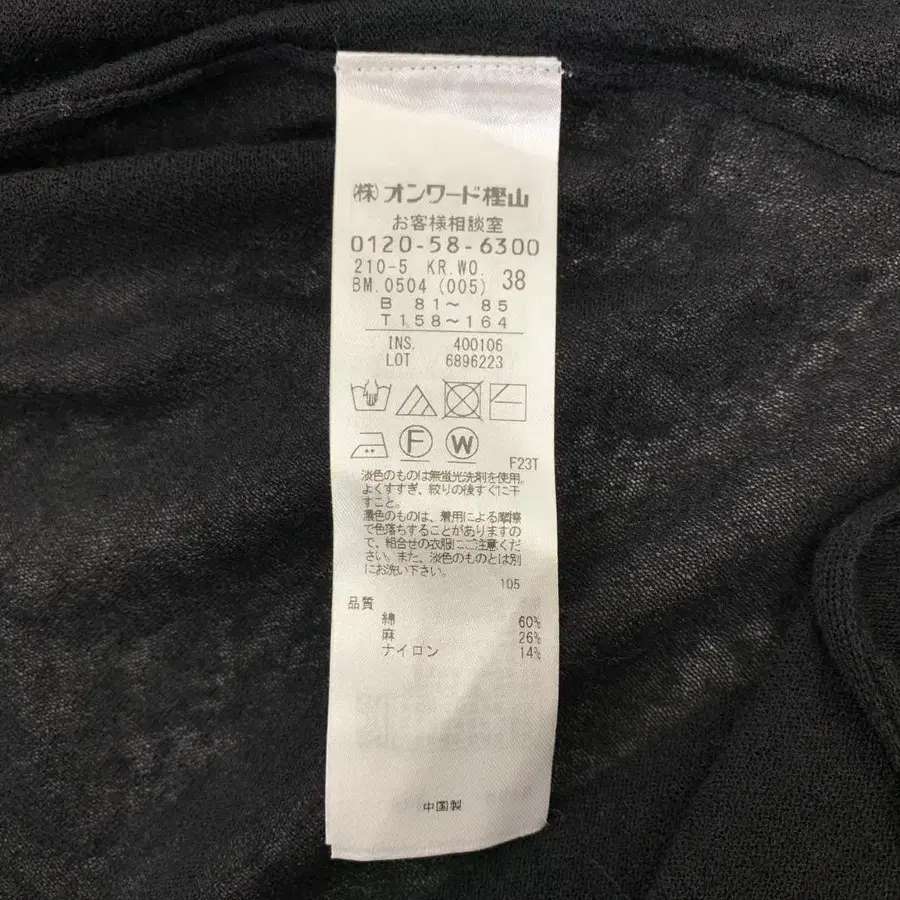 ㈱オンワード樫山
お客様相談室
0120-58-6300
210-5 KR.WO.
BM.0504 (005) 38
B 81～ 85
T158～164
INS. 400106
LOT 6896223
F W
F23T
淡色のものは無蛍光洗剤を使用。
よくすすぎ、絞りの後すぐに干
すこと。
濃色のものは、着用による摩擦
で色落ちすることがありますの
で、組合せの衣服にご注意くだ
さい。また、淡色のものとは別
にお洗い下さい。
105
品質
綿 60%
麻 26%
ナイロン 14%
中国製